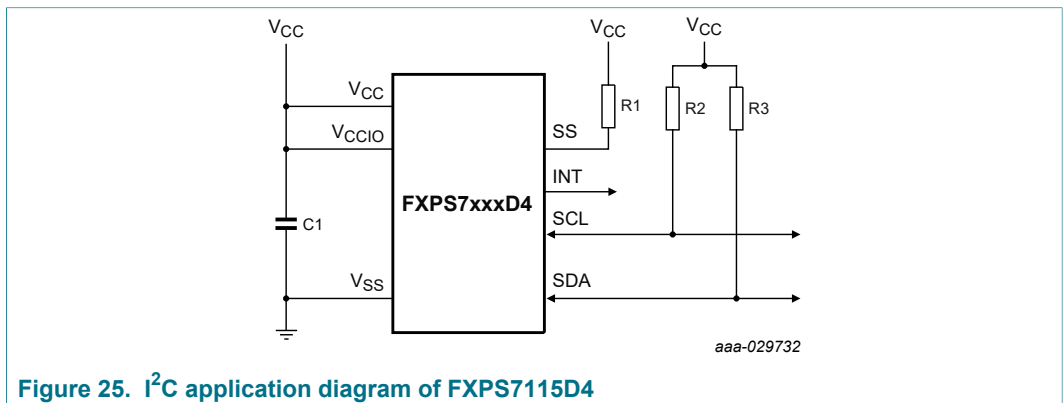 VCC
VCC
VCCIO
C1
VSS
FXPS7xxxD4
VCC
R1
SS
INT
SCL
SDA
VCC
R2
R3
aaa-029732
Figure 25. I²C application diagram of FXPS7115D4